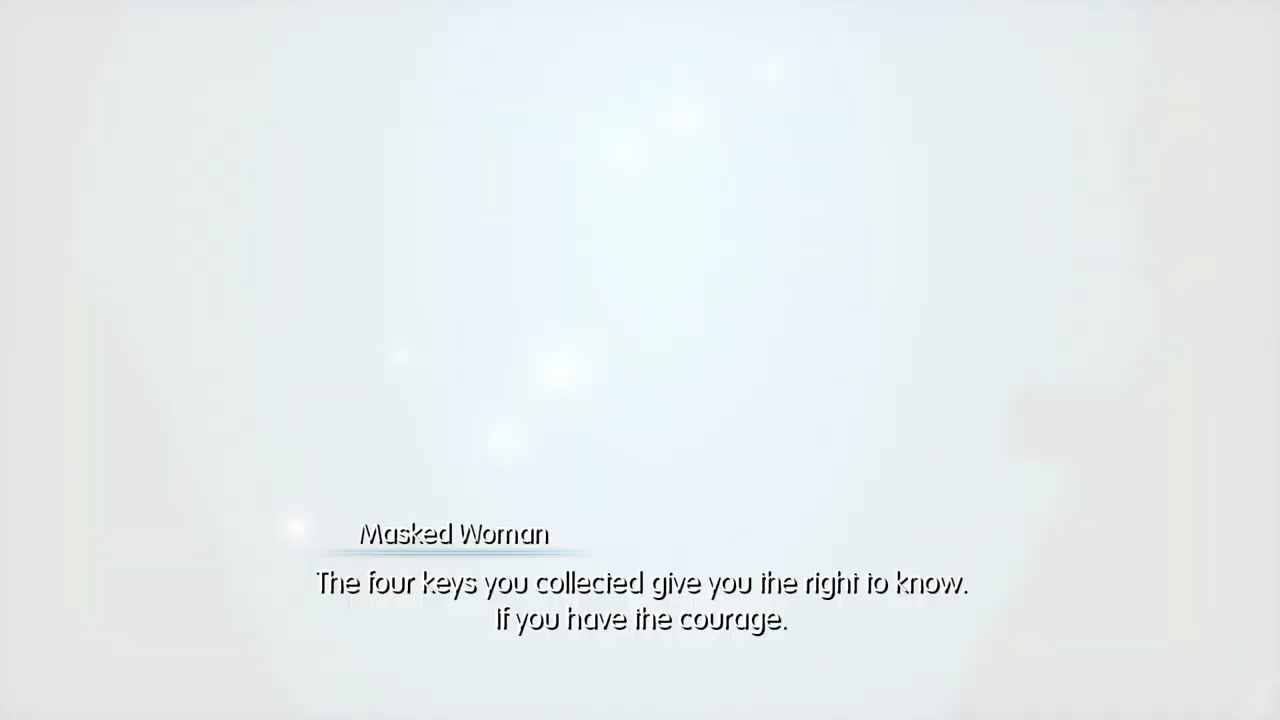 Masked Woman
The four keys you collected give you the right to know.
If you have the courage.